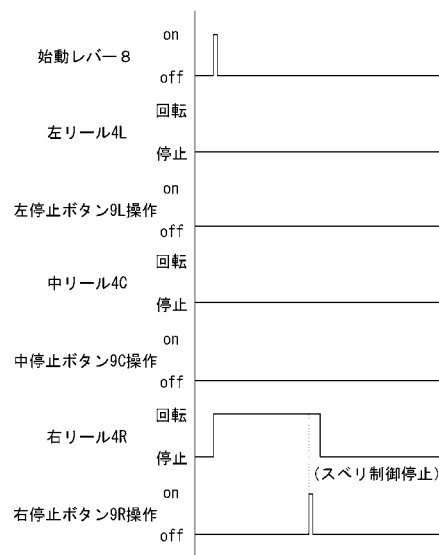 on
始動レバー8
off
回転
左リール4L
停止
on
左停止ボタン9L操作
off
回転
中リール4C
停止
on
中停止ボタン9C操作
off
回転
右リール4R
停止
(スベリ制御停止)
on
右停止ボタン9R操作
off